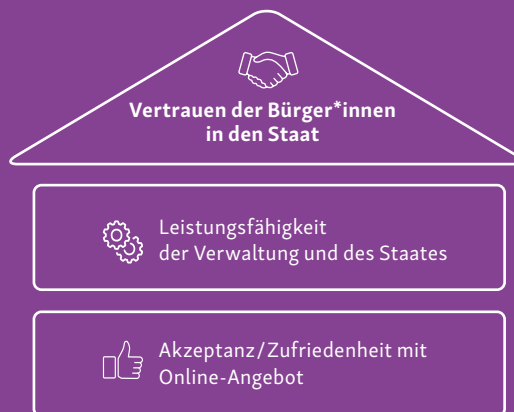 Vertrauen der Bürger*innen
in den Staat
Leistungsfähigkeit
der Verwaltung und des Staates
Akzeptanz/Zufriedenheit mit
Online-Angebot